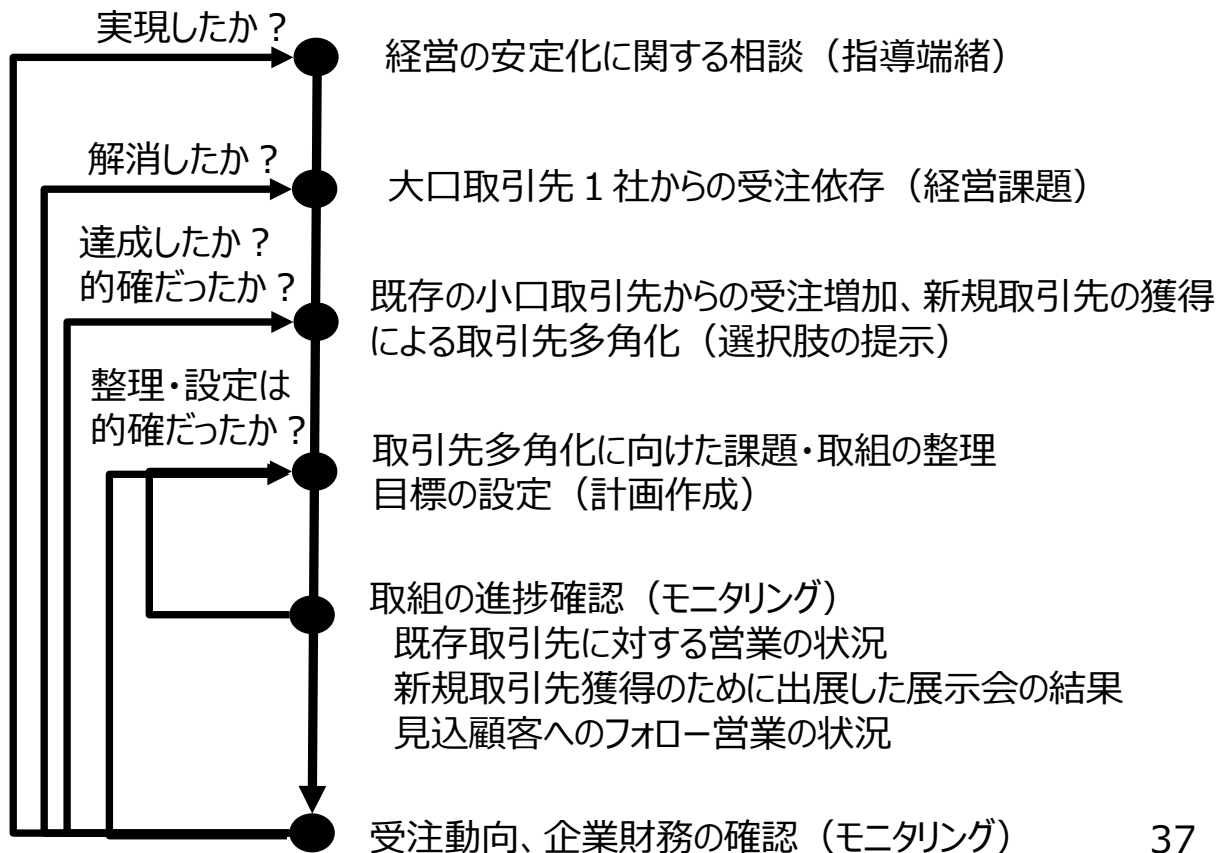 実現したか？
経営の安定化に関する相談（指導端緒）
解消したか？
大口取引先１社からの受注依存（経営課題）
達成したか？
的確だったか？
既存の小口取引先からの受注増加、新規取引先の獲得
による取引先多角化（選択肢の提示）
整理・設定は
的確だったか？
取引先多角化に向けた課題・取組の整理
目標の設定（計画作成）
取組の進捗確認（モニタリング）
既存取引先に対する営業の状況
新規取引先獲得のために出展した展示会の結果
見込顧客へのフォロー営業の状況
受注動向、企業財務の確認（モニタリング）
37